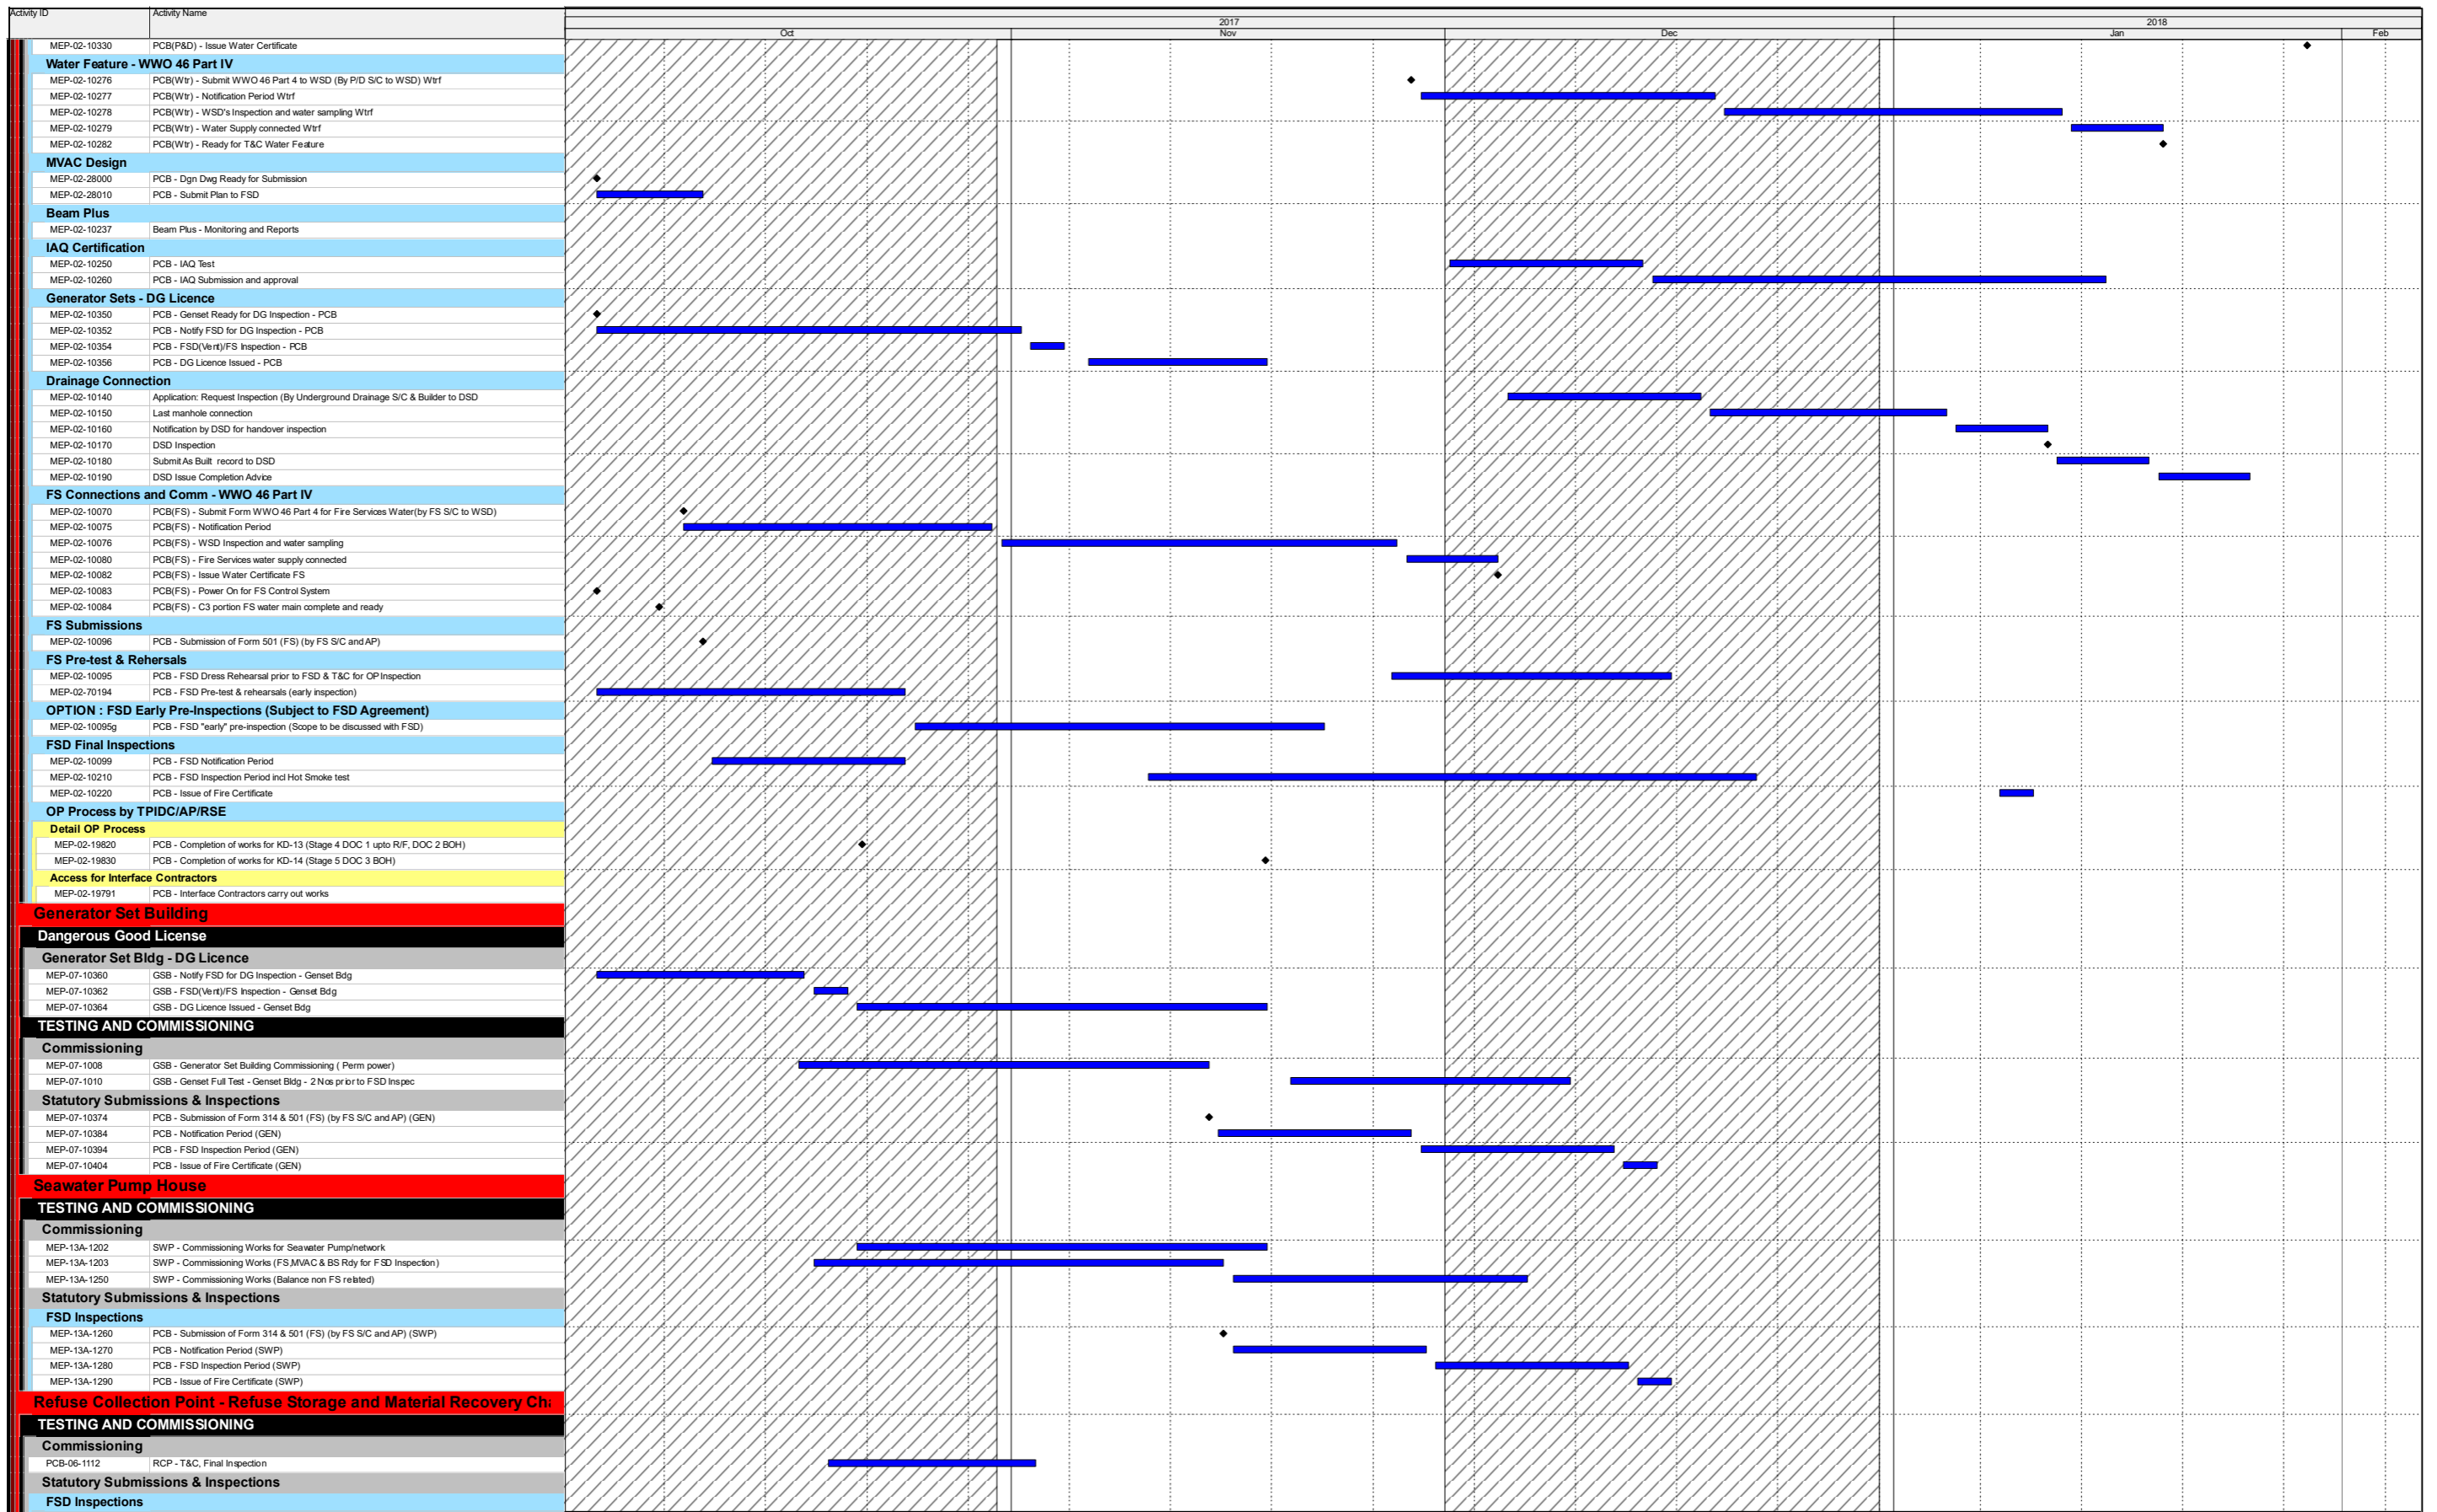 Activity ID Activity Name
2017 2018
Oct Nov Dec Jan Feb
MEP-02-10330 PCB(P&D) - Issue Water Certificate
Water Feature - WWO 46 Part IV
MEP-02-10276 PCB(Wtr) - Submit WWO 46 Part 4 to WSD (By P/D S/C to WSD) Wtrf
MEP-02-10277 PCB(Wtr) - Notification Period Wtrf
MEP-02-10278 PCB(Wtr) - WSD's Inspection and water sampling Wtrf
MEP-02-10279 PCB(Wtr) - Water Supply connected Wtrf
MEP-02-10282 PCB(Wtr) - Ready for T&C Water Feature
MVAC Design
MEP-02-28000 PCB - Dgn Dwg Ready for Submission
MEP-02-28010 PCB - Submit Plan to FSD
Beam Plus
MEP-02-10237 Beam Plus - Monitoring and Reports
IAQ Certification
MEP-02-10250 PCB - IAQ Test
MEP-02-10260 PCB - IAQ Submission and approval
Generator Sets - DG Licence
MEP-02-10350 PCB - Genset Ready for DG Inspection - PCB
MEP-02-10352 PCB - Notify FSD for DG Inspection - PCB
MEP-02-10354 PCB - FSD(Vent)/FS Inspection - PCB
MEP-02-10356 PCB - DG Licence Issued - PCB
Drainage Connection
MEP-02-10140 Application: Request Inspection (By Underground Drainage S/C & Builder to DSD
MEP-02-10150 Last manhole connection
MEP-02-10160 Notification by DSD for handover inspection
MEP-02-10170 DSD Inspection
MEP-02-10180 Submit As Built record to DSD
MEP-02-10190 DSD Issue Completion Advice
FS Connections and Comm - WWO 46 Part IV
MEP-02-10070 PCB(FS) - Submit Form WWO 46 Part 4 for Fire Services Water(by FS S/C to WSD)
MEP-02-10075 PCB(FS) - Notification Period
MEP-02-10076 PCB(FS) - WSD Inspection and water sampling
MEP-02-10080 PCB(FS) - Fire Services water supply connected
MEP-02-10082 PCB(FS) - Issue Water Certificate FS
MEP-02-10083 PCB(FS) - Power On for FS Control System
MEP-02-10084 PCB(FS) - C3 portion FS water main complete and ready
FS Submissions
MEP-02-10096 PCB - Submission of Form 501 (FS) (by FS S/C and AP)
FS Pre-test & Rehersals
MEP-02-10095 PCB - FSD Dress Rehearsal prior to FSD & T&C for OP Inspection
MEP-02-70194 PCB - FSD Pre-test & rehearsals (early inspection)
OPTION : FSD Early Pre-Inspections (Subject to FSD Agreement)
MEP-02-10095g PCB - FSD "early" pre-inspection (Scope to be discussed with FSD)
FSD Final Inspections
MEP-02-10099 PCB - FSD Notification Period
MEP-02-10210 PCB - FSD Inspection Period incl Hot Smoke test
MEP-02-10220 PCB - Issue of Fire Certificate
OP Process by TPIDC/AP/RSE
Detail OP Process
MEP-02-19820 PCB - Completion of works for KD-13 (Stage 4 DOC 1 upto R/F, DOC 2 BOH)
MEP-02-19830 PCB - Completion of works for KD-14 (Stage 5 DOC 3 BOH)
Access for Interface Contractors
MEP-02-19791 PCB - Interface Contractors carry out works
Generator Set Building
Dangerous Good License
Generator Set Bldg - DG Licence
MEP-07-10360 GSB - Notify FSD for DG Inspection - Genset Bdg
MEP-07-10362 GSB - FSD(Vent)/FS Inspection - Genset Bdg
MEP-07-10364 GSB - DG Licence Issued - Genset Bdg
TESTING AND COMMISSIONING
Commissioning
MEP-07-1008 GSB - Generator Set Building Commissioning ( Perm power)
MEP-07-1010 GSB - Genset Full Test - Genset Bldg - 2 Nos prior to FSD Inspec
Statutory Submissions & Inspections
MEP-07-10374 PCB - Submission of Form 314 & 501 (FS) (by FS S/C and AP) (GEN)
MEP-07-10384 PCB - Notification Period (GEN)
MEP-07-10394 PCB - FSD Inspection Period (GEN)
MEP-07-10404 PCB - Issue of Fire Certificate (GEN)
Seawater Pump House
TESTING AND COMMISSIONING
Commissioning
MEP-13A-1202 SWP - Commissioning Works for Seawater Pump/network
MEP-13A-1203 SWP - Commissioning Works (FS,MVAC & BS Rdy for FSD Inspection)
MEP-13A-1250 SWP - Commissioning Works (Balance non FS related)
Statutory Submissions & Inspections
FSD Inspections
MEP-13A-1260 PCB - Submission of Form 314 & 501 (FS) (by FS S/C and AP) (SWP)
MEP-13A-1270 PCB - Notification Period (SWP)
MEP-13A-1280 PCB - FSD Inspection Period (SWP)
MEP-13A-1290 PCB - Issue of Fire Certificate (SWP)
Refuse Collection Point - Refuse Storage and Material Recovery Cha
TESTING AND COMMISSIONING
Commissioning
PCB-06-1112 RCP - T&C, Final Inspection
Statutory Submissions & Inspections
FSD Inspections